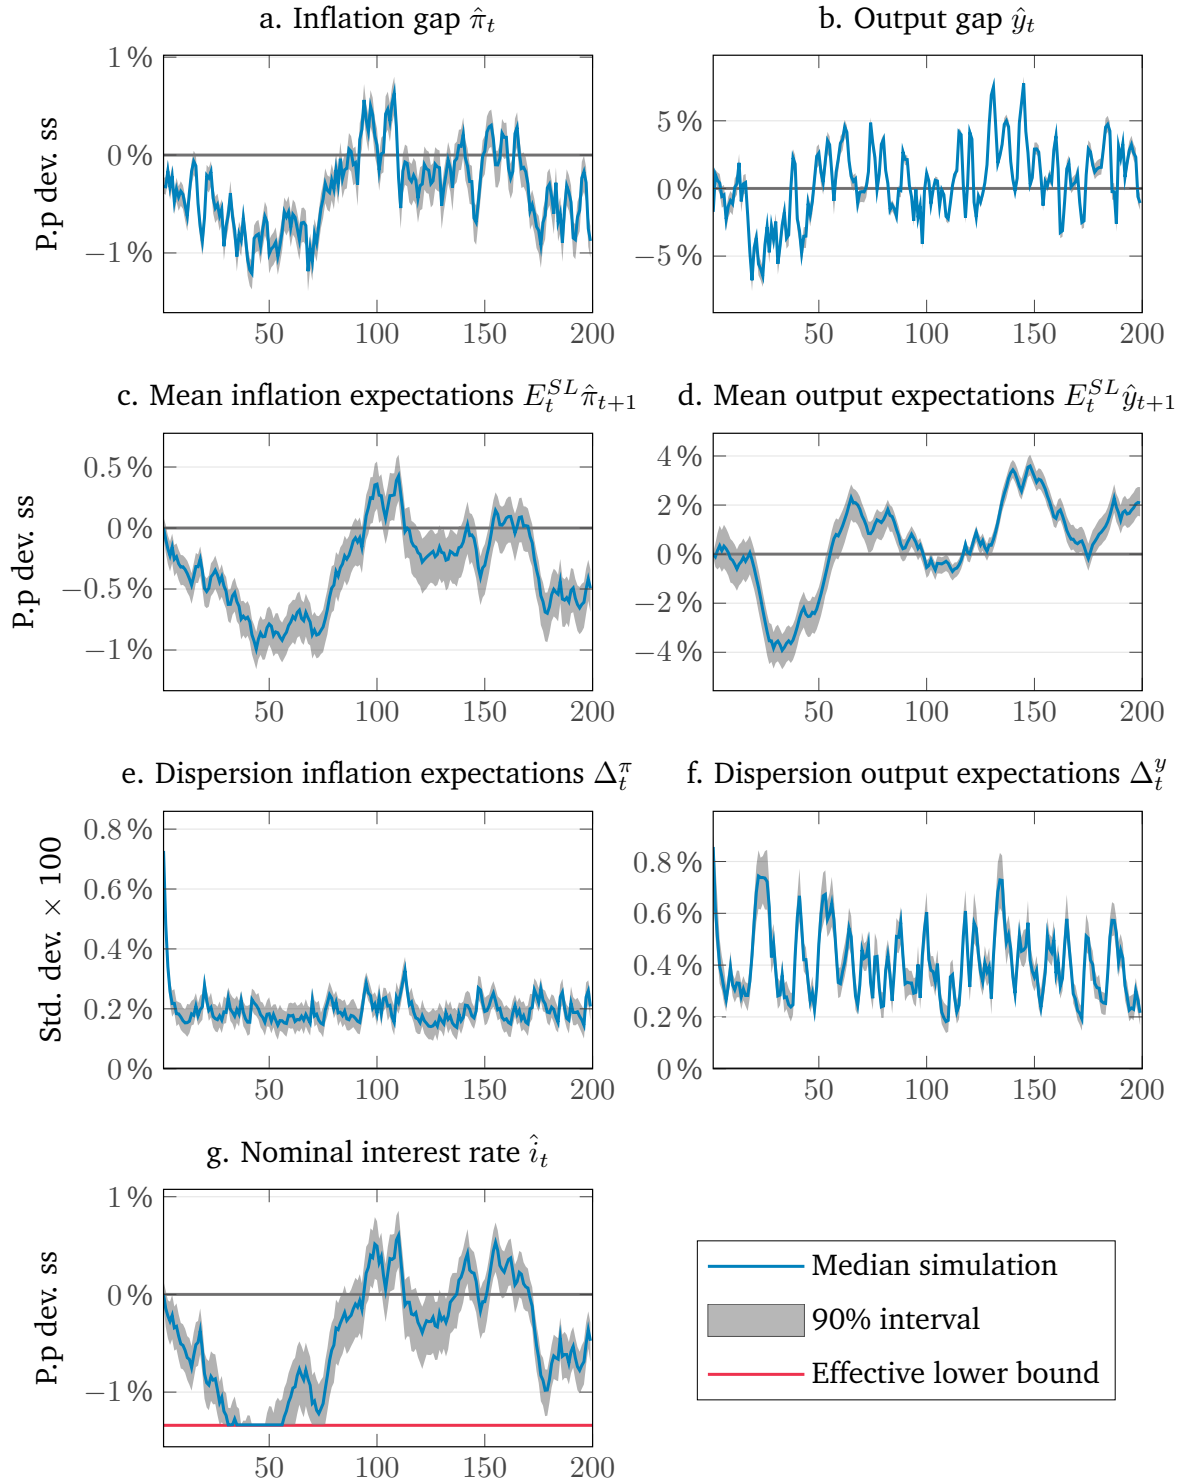 a. Inflation gap π̂_t
b. Output gap ŷ_t
1 %
0 %
−1 %
P.p dev. ss
50 100 150 200
5 %
0 %
−5 %
50 100 150 200
c. Mean inflation expectations E_t^{SL} π̂_{t+1}
d. Mean output expectations E_t^{SL} ŷ_{t+1}
0.5 %
0 %
−0.5 %
−1 %
P.p dev. ss
50 100 150 200
4 %
2 %
0 %
−2 %
−4 %
50 100 150 200
e. Dispersion inflation expectations Δ_t^π
f. Dispersion output expectations Δ_t^y
0.8 %
0.6 %
0.4 %
0.2 %
0 %
Std. dev. × 100
50 100 150 200
0.8 %
0.6 %
0.4 %
0.2 %
0 %
50 100 150 200
g. Nominal interest rate î_t
1 %
0 %
−1 %
P.p dev. ss
50 100 150 200
Median simulation
90% interval
Effective lower bound